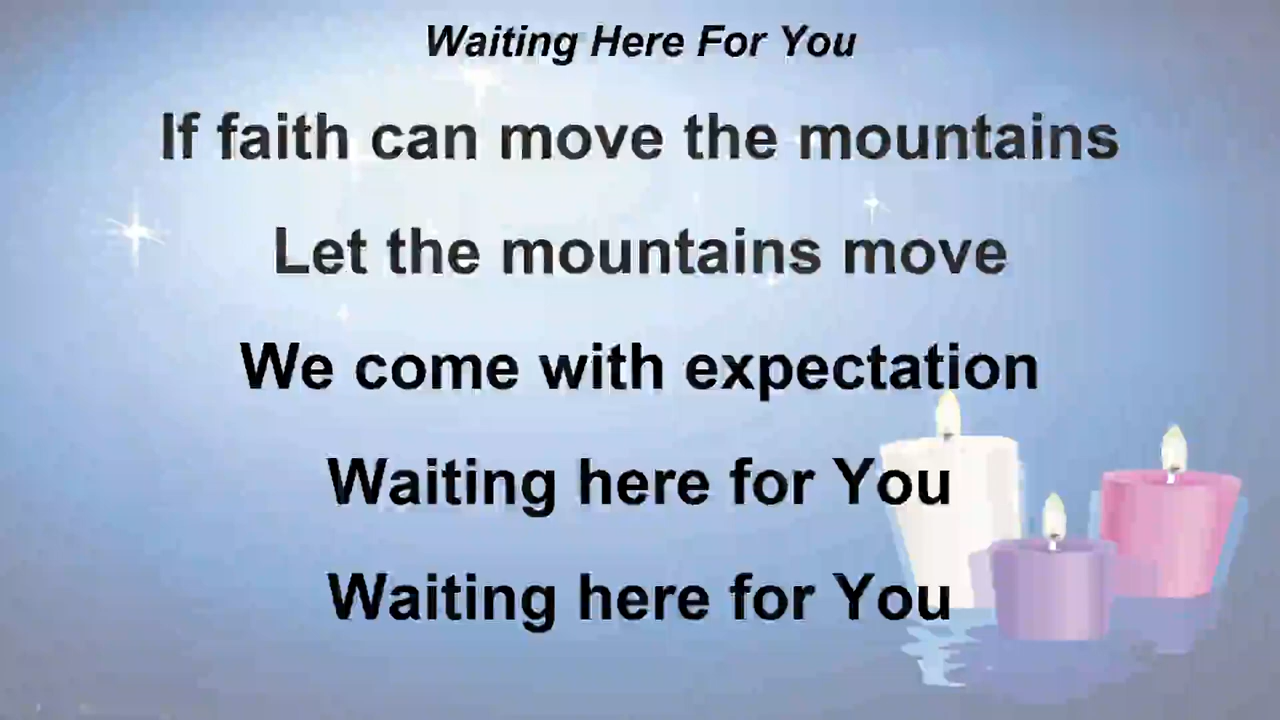 Waiting Here For You
If faith can move the mountains
Let the mountains move
We come with expectation
Waiting here for You
Waiting here for You